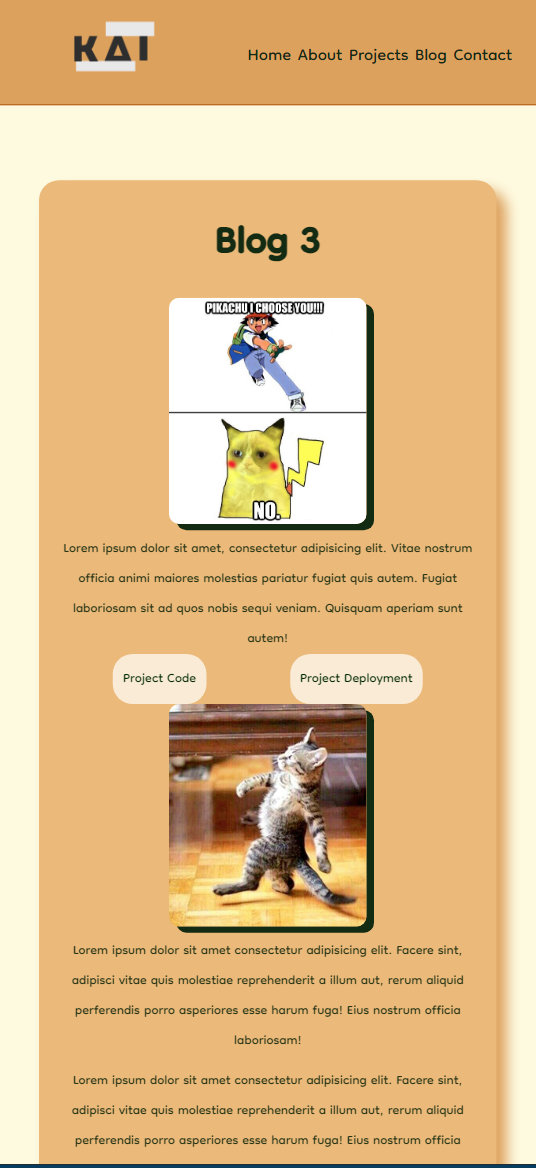 KAI
Home About Projects Blog Contact
Blog 3
PIKACHU I CHOOSE YOU!!!
NO.
Lorem ipsum dolor sit amet, consectetur adipisicing elit. Vitae nostrum
officia animi maiores molestias pariatur fugiat quis autem. Fugiat
laboriosam sit ad quos nobis sequi veniam. Quisquam aperiam sunt
autem!
Project Code Project Deployment
Lorem ipsum dolor sit amet consectetur adipisicing elit. Facere sint,
adipisci vitae quis molestiae reprehenderit a illum aut, rerum aliquid
perferendis porro asperiores esse harum fuga! Eius nostrum officia
laboriosam!
Lorem ipsum dolor sit amet consectetur adipisicing elit. Facere sint,
adipisci vitae quis molestiae reprehenderit a illum aut, rerum aliquid
perferendis porro asperiores esse harum fuga! Eius nostrum officia